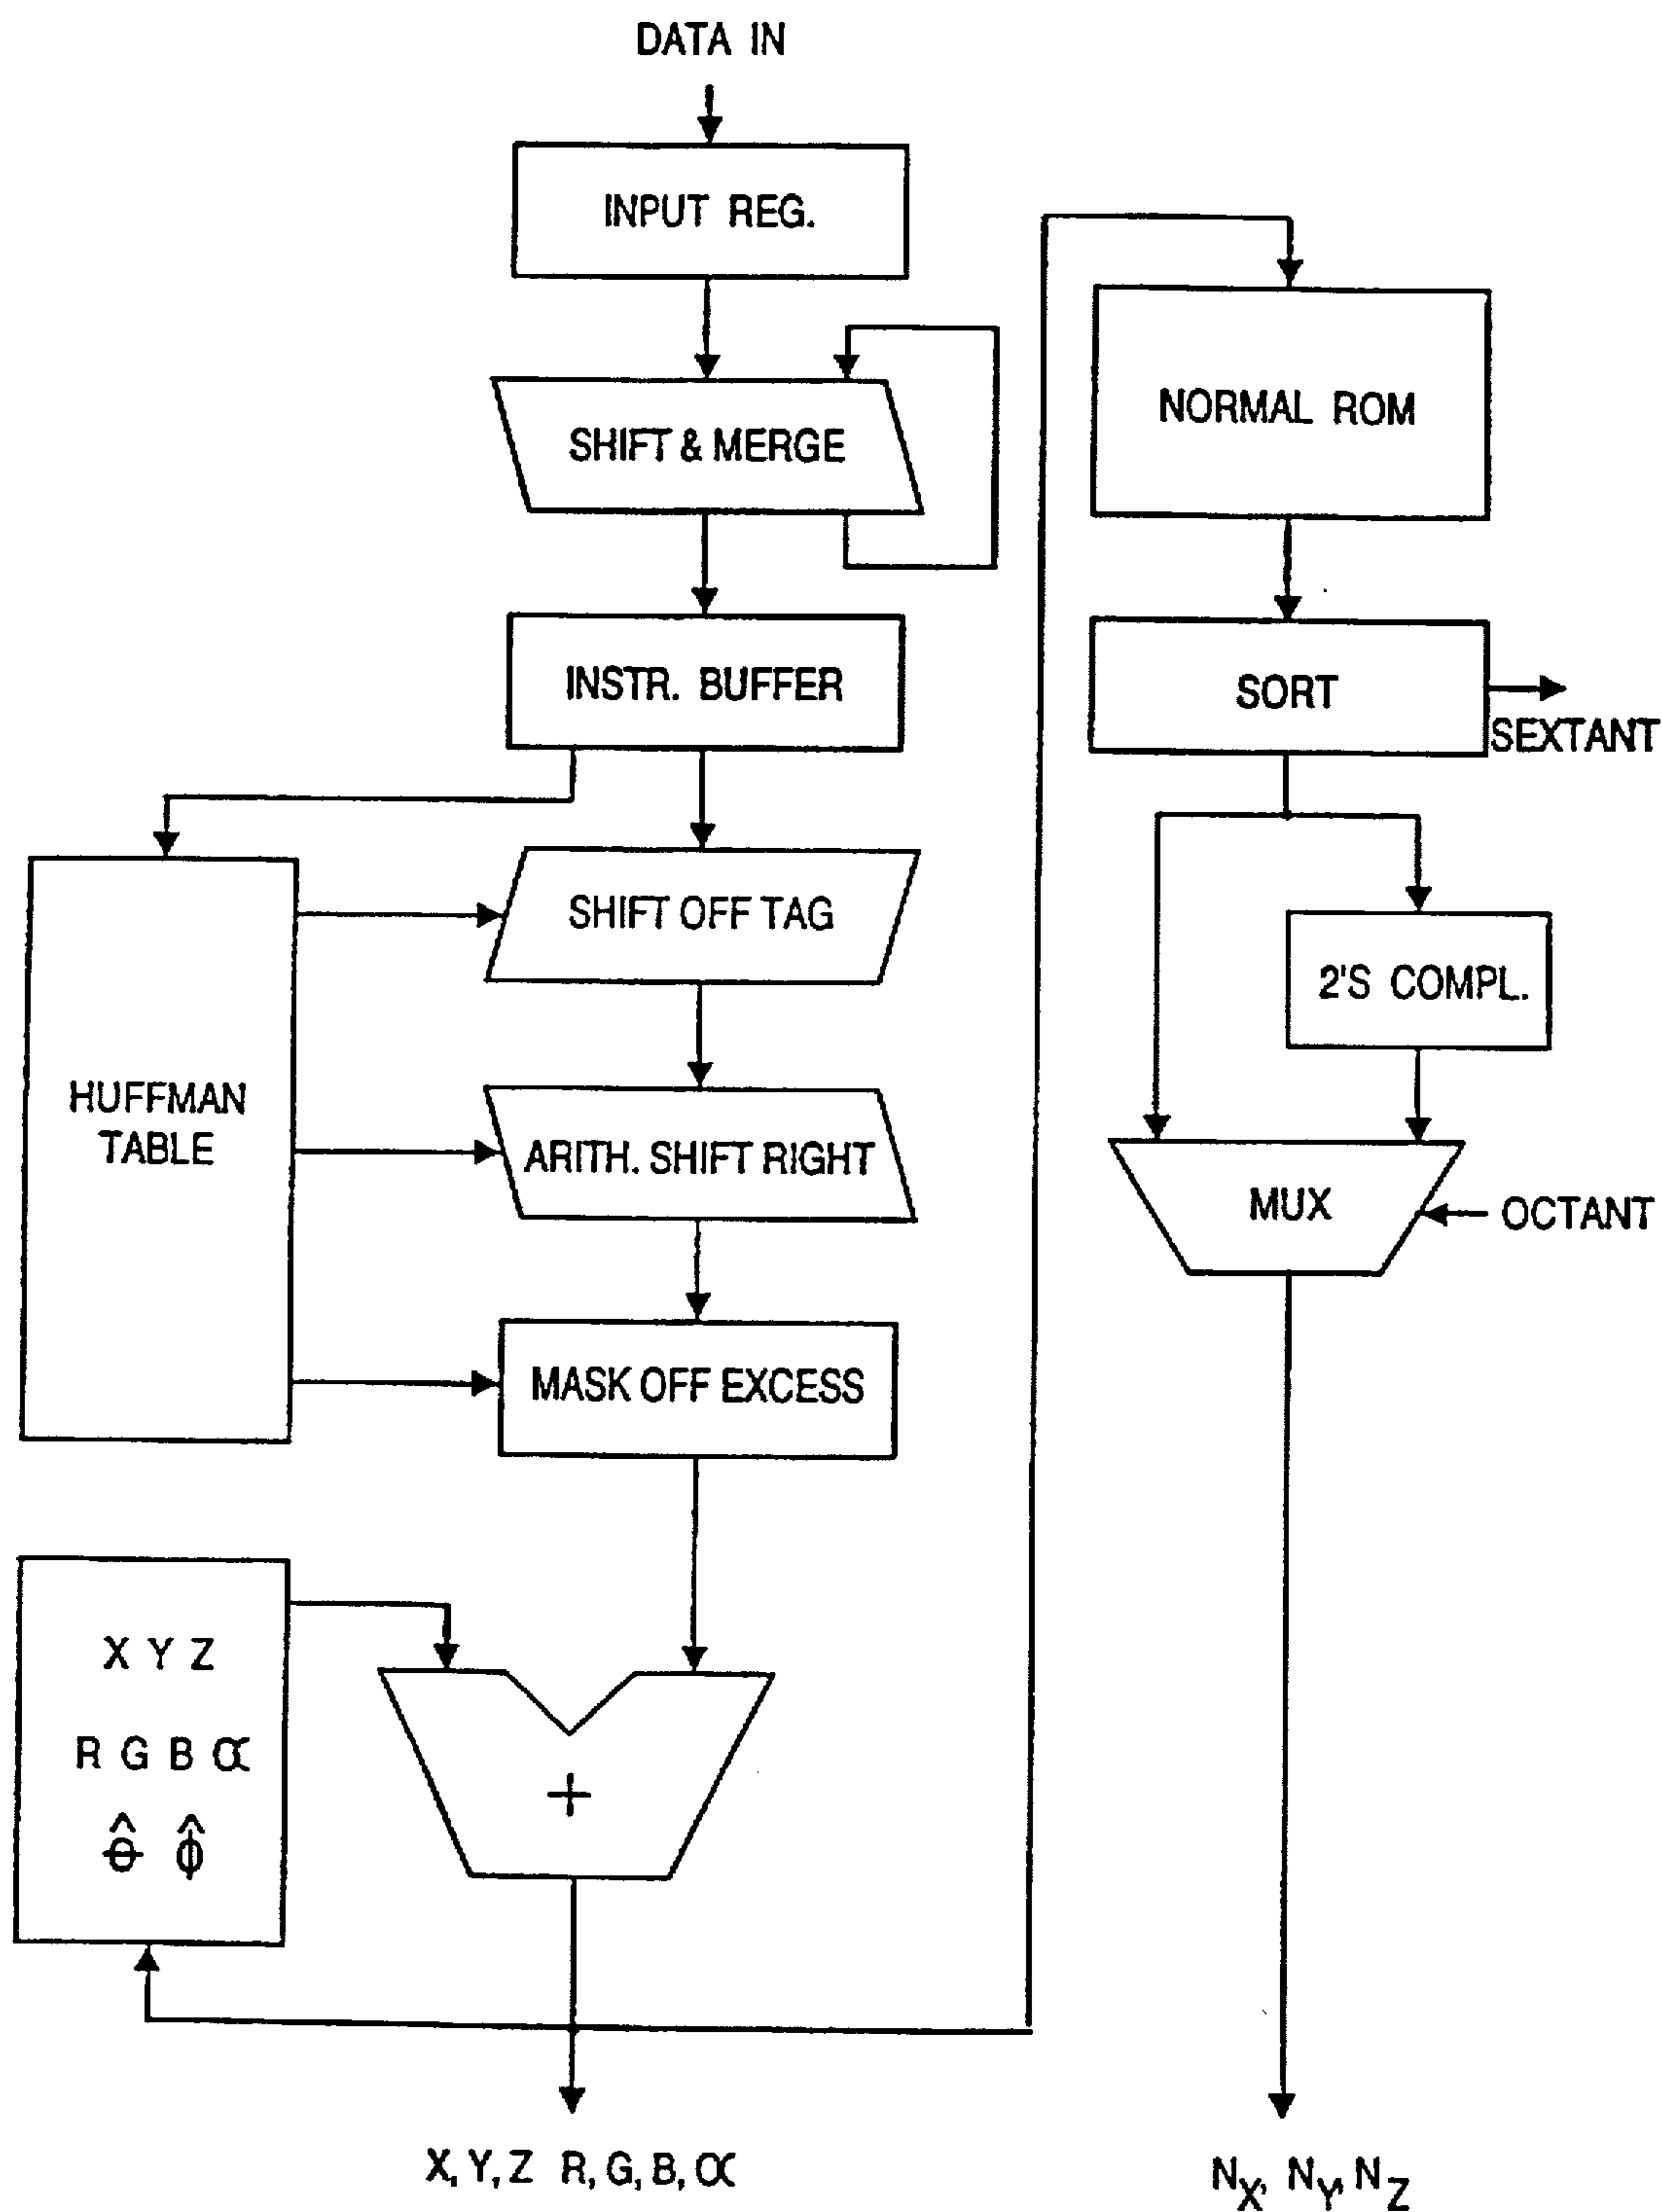 DATA IN
INPUT REG.
SHIFT & MERGE
INSTR. BUFFER
HUFFMAN
TABLE
SHIFT OFF TAG
ARITH. SHIFT RIGHT
MASK OFF EXCESS
X Y Z
R G B α
θ̂ φ̂
+
X, Y, Z R, G, B, α
NORMAL ROM
SORT
SEXTANT
2'S COMPL.
MUX
OCTANT
N_X, N_Y, N_Z